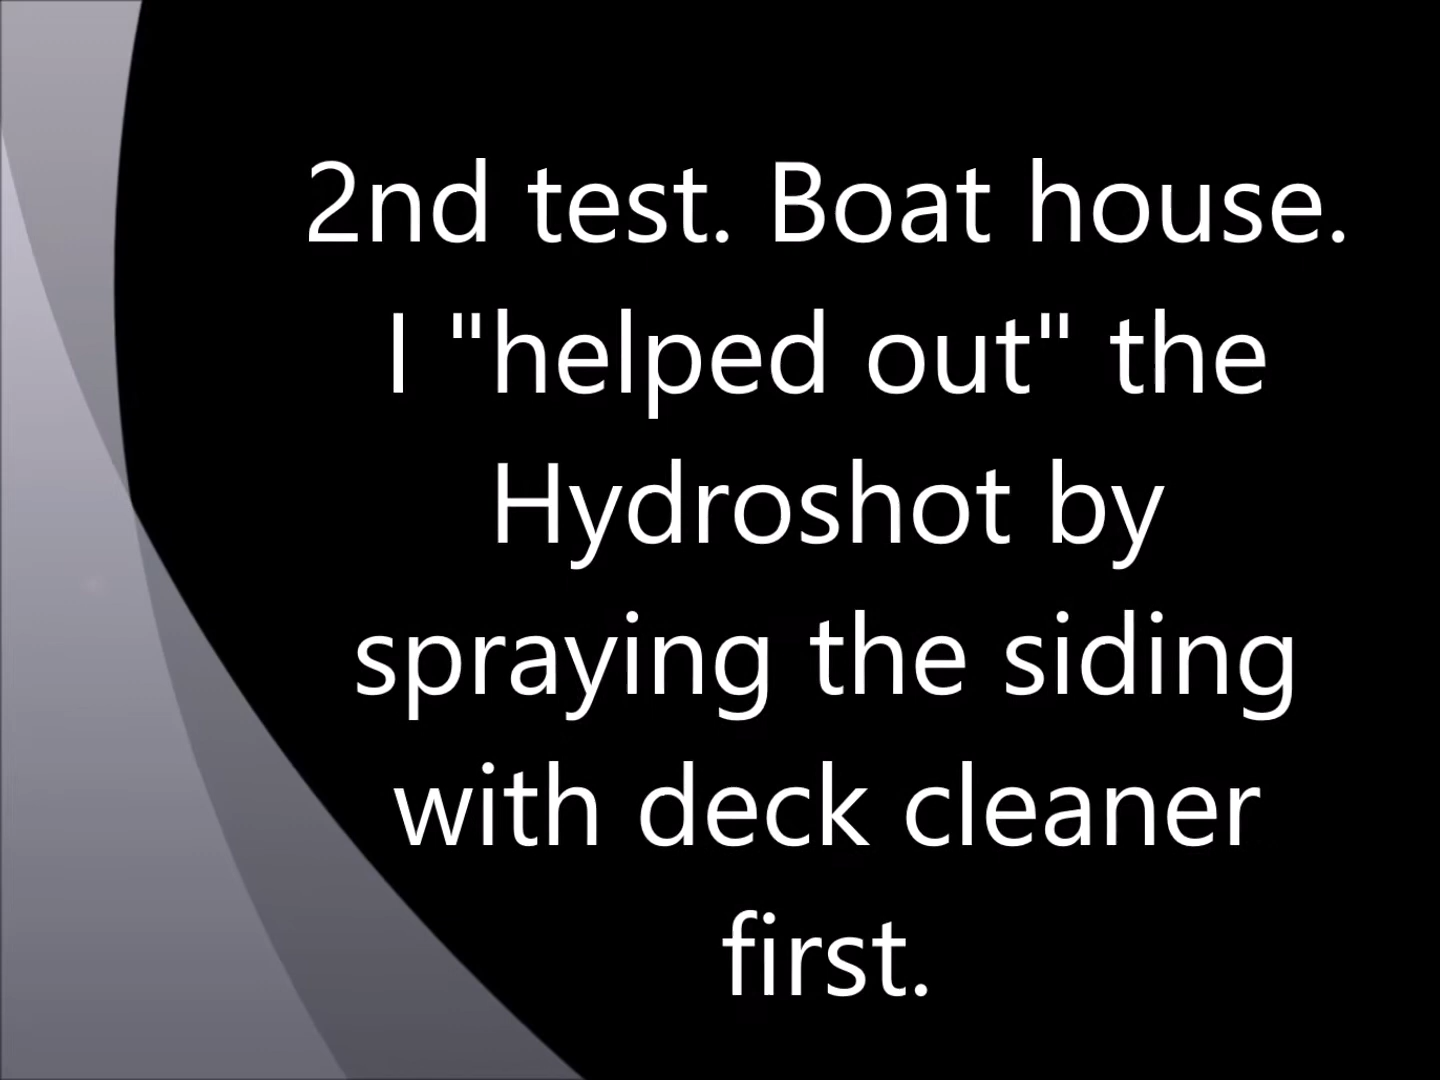 2nd test. Boat house.
I "helped out" the
Hydroshot by
spraying the siding
with deck cleaner
first.